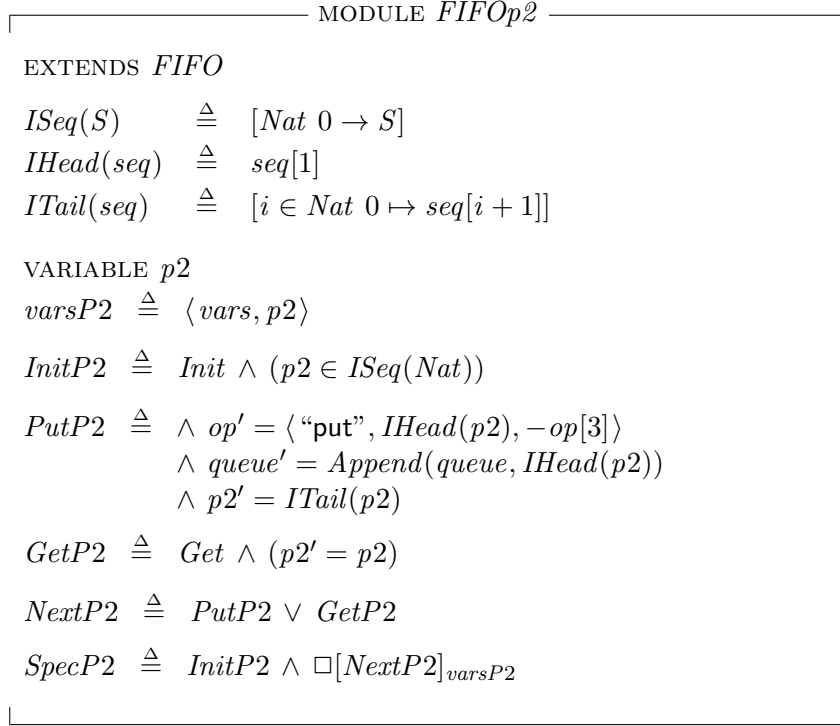 MODULE FIFOp2
EXTENDS FIFO
ISeq(S) ≜ [Nat 0 → S]
IHead(seq) ≜ seq[1]
ITail(seq) ≜ [i ∈ Nat 0 ↦ seq[i + 1]]
VARIABLE p2
varsP2 ≜ ⟨vars, p2⟩
InitP2 ≜ Init ∧ (p2 ∈ ISeq(Nat))
PutP2 ≜ ∧ op′ = ⟨“put”, IHead(p2), −op[3]⟩
∧ queue′ = Append(queue, IHead(p2))
∧ p2′ = ITail(p2)
GetP2 ≜ Get ∧ (p2′ = p2)
NextP2 ≜ PutP2 ∨ GetP2
SpecP2 ≜ InitP2 ∧ □[NextP2]varsP2